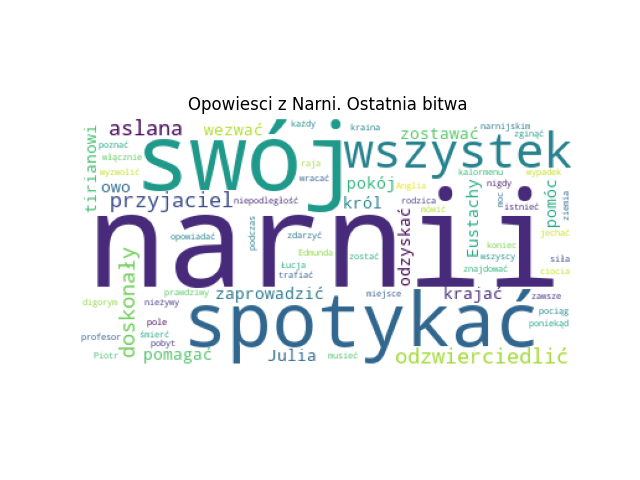 Opowiesci z Narni. Ostatnia bitwa
aslana wezwać każdy kraina zostawać narnijskim
tirianowi poznać swój wszystek zginąć
włącznie raja kalormenu wypadek
wyzwolić wracać pokój Anglia nigdy
owo przyjaciel niepodległość król rodzica moc istnieć pomóc ziemia
narnii mówić odzyskać Eustachy
opowiadać podczas zdarzyć jechać
doskonały Edmunda zostać koniec wszyscy siła
Łucja trafiać znajdować ciocia
prawdziwy zaprowadzić miejsce krajać zawsze
digorym nieżywy spotykać pociąg
profesor pole poniekąd
śmierć pobyt
Piotr pomagać Julia musieć odzwierciedlić